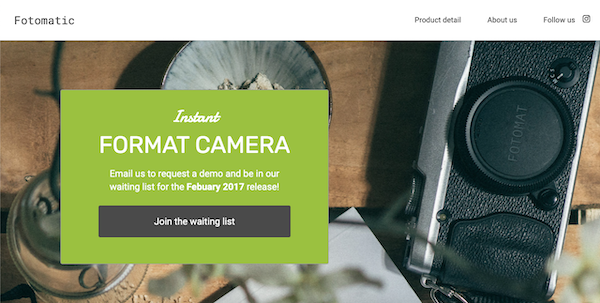 Fotomatic
Product detail
About us
Follow us
Instant
FORMAT CAMERA
Email us to request a demo and be in our
waiting list for the Febuary 2017 release!
Join the waiting list
FOTOMAT